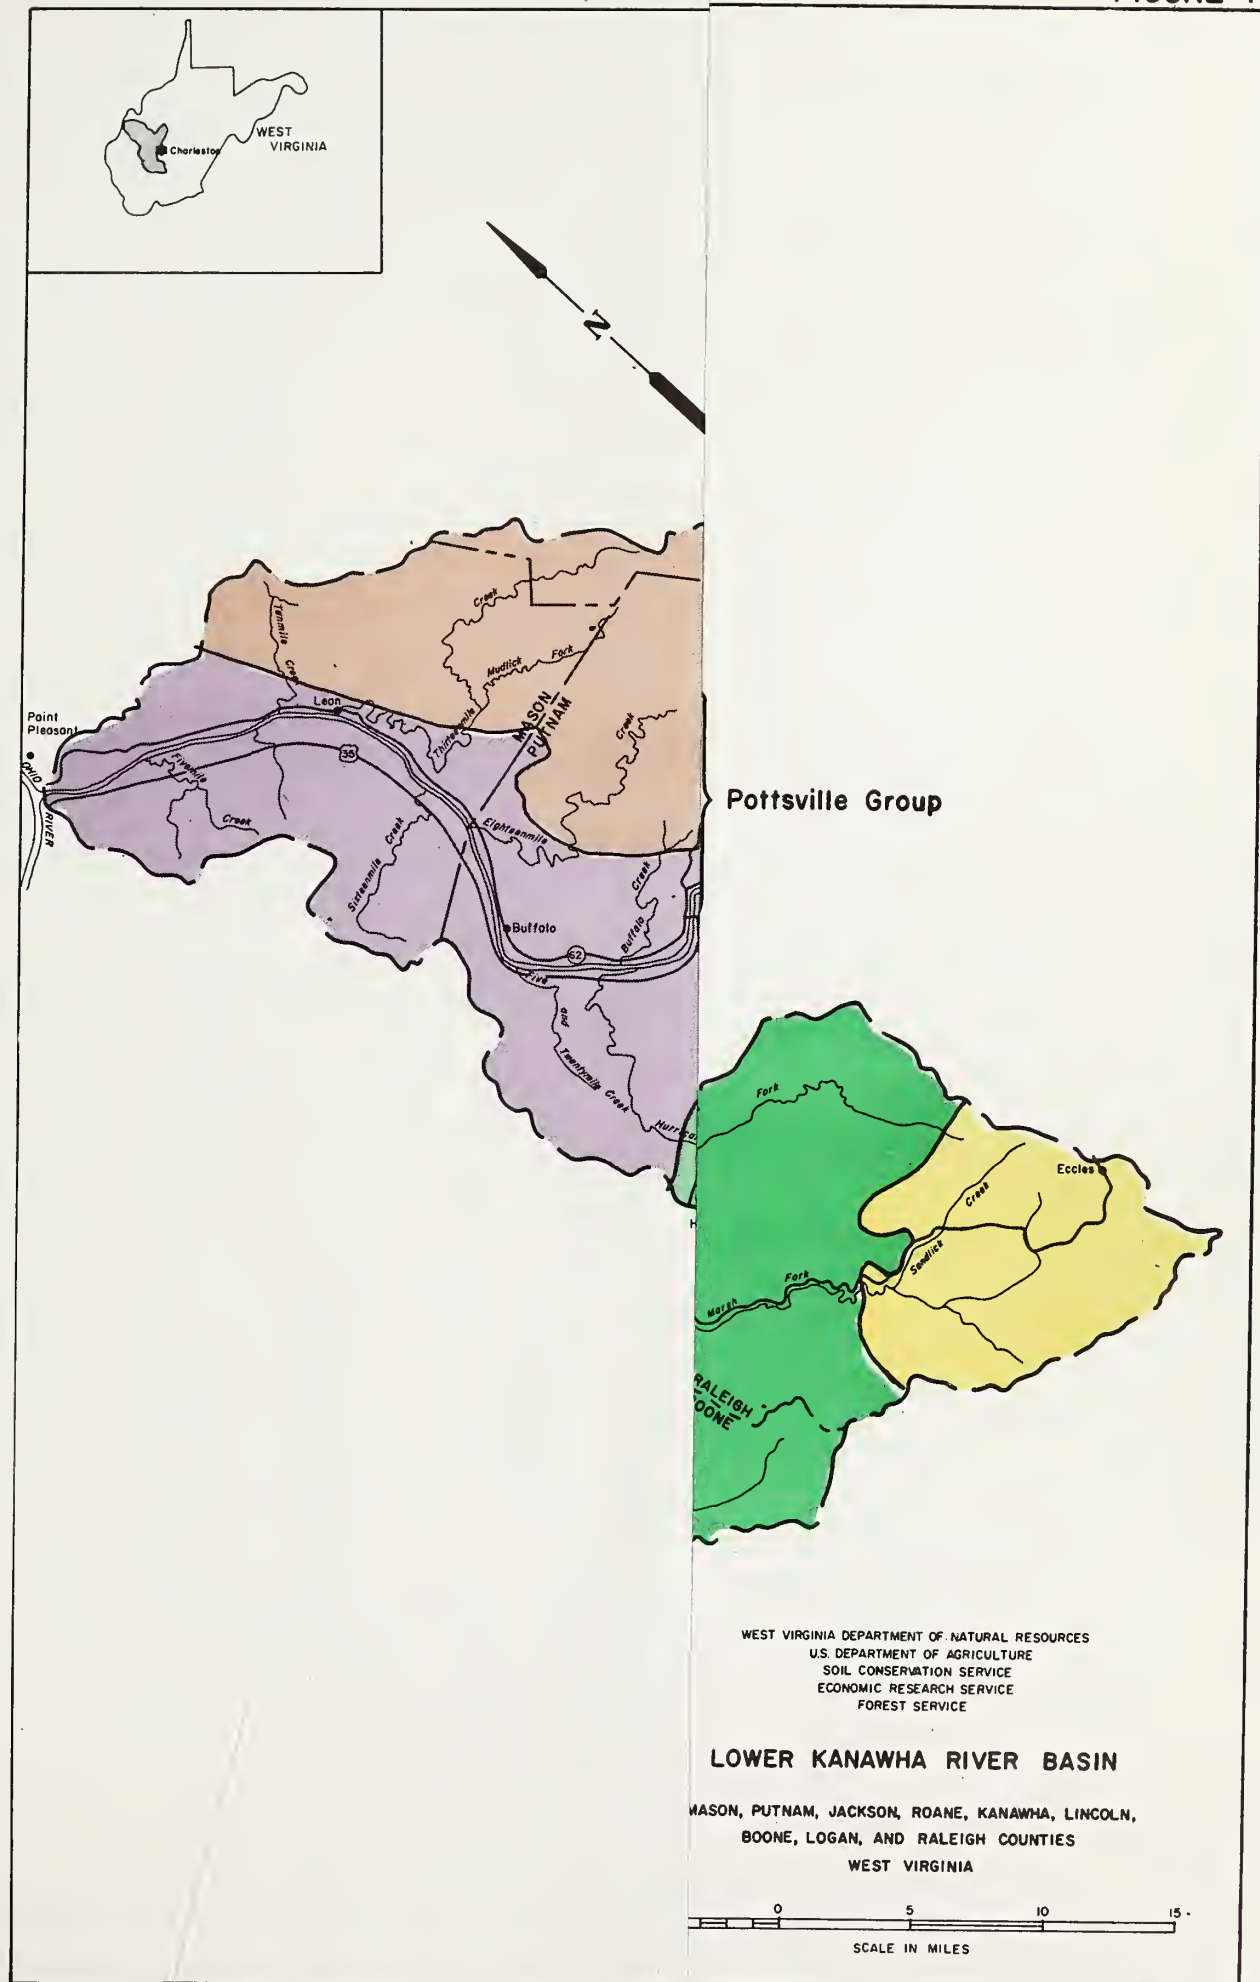 WEST
VIRGINIA
Charleston
N
Creek
Tenmile
Creek
Mudlick Fork
MASON
PUTNAM
Leon
Thirteenmile
Creek
Point
Pleasant
OHIO
RIVER
35
Fivemile
Creek
Sixteenmile Creek
Eighteenmile
Creek
Buffalo
Buffalo
62
Five
and
Twentymile Creek
Pottsville Group
Fork
Eccles
Creek
Sandlick
Marsh Fork
RALEIGH
WEST VIRGINIA DEPARTMENT OF NATURAL RESOURCES
U.S. DEPARTMENT OF AGRICULTURE
SOIL CONSERVATION SERVICE
ECONOMIC RESEARCH SERVICE
FOREST SERVICE
LOWER KANAWHA RIVER BASIN
MASON, PUTNAM, JACKSON, ROANE, KANAWHA, LINCOLN,
BOONE, LOGAN, AND RALEIGH COUNTIES
WEST VIRGINIA
0 5 10 15
SCALE IN MILES